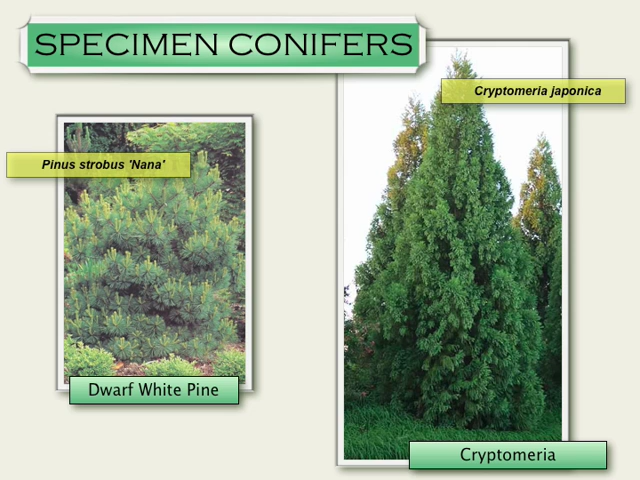 SPECIMEN CONIFERS
Cryptomeria japonica
Pinus strobus 'Nana'
Dwarf White Pine
Cryptomeria